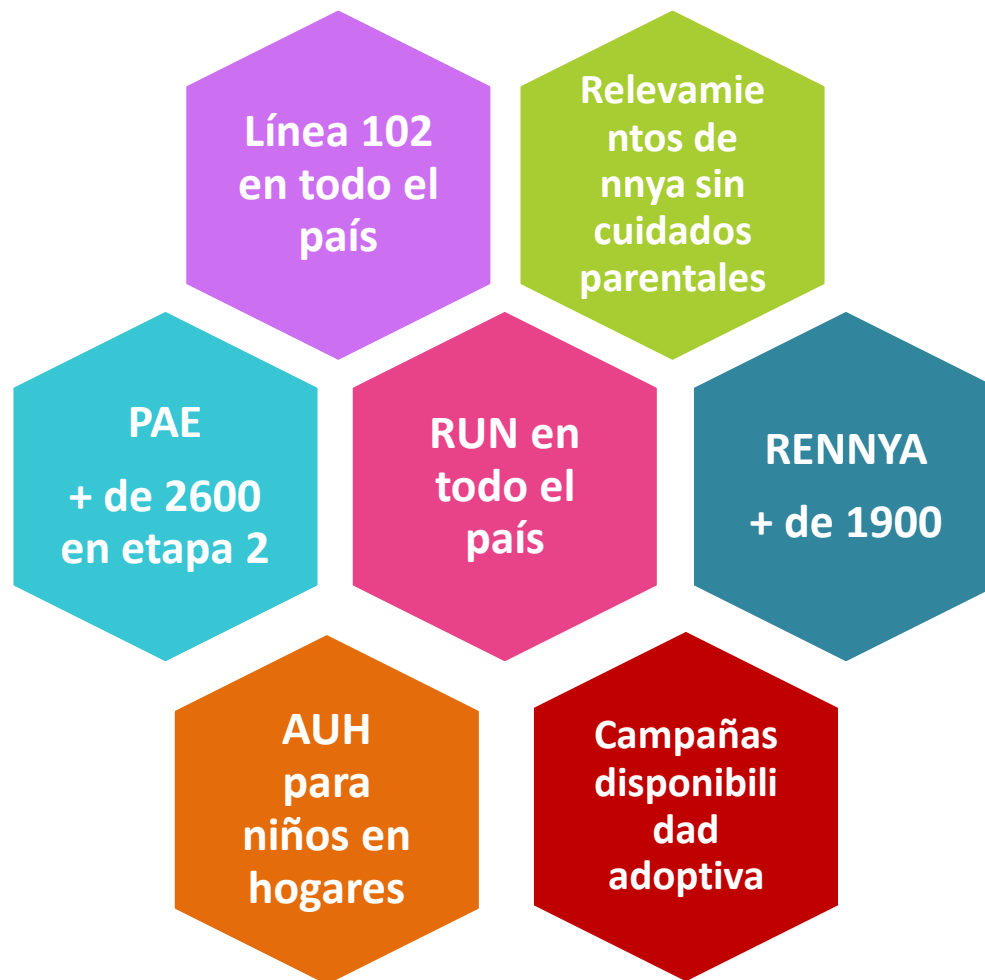 Línea 102
en todo el
país
Relevamie
ntos de
nnya sin
cuidados
parentales
PAE
+ de 2600
en etapa 2
RUN en
todo el
país
RENNYA
+ de 1900
AUH
para
niños en
hogares
Campañas
disponibili
dad
adoptiva